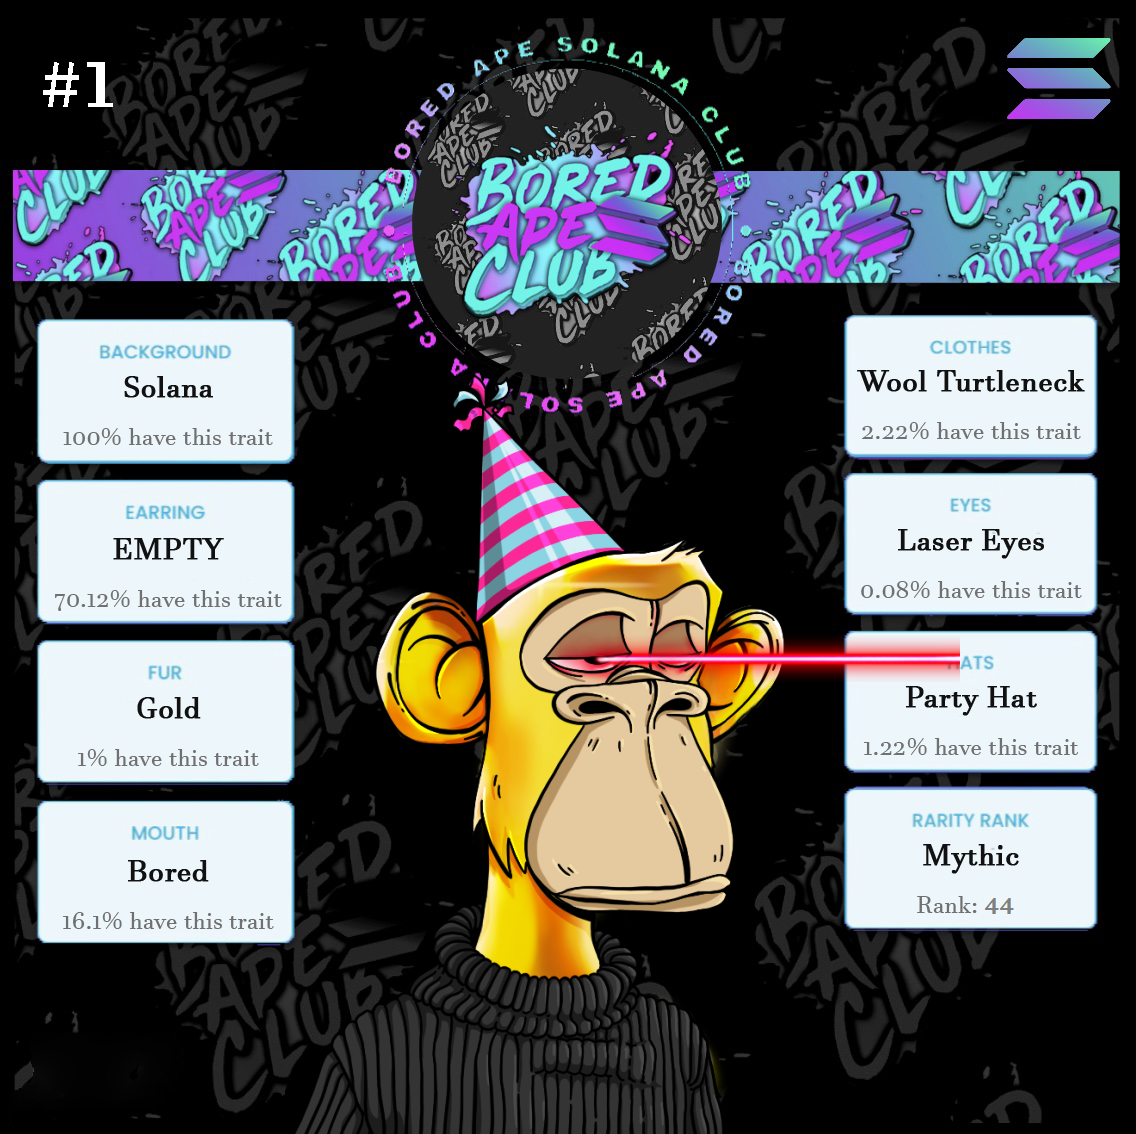 #1
BORED APE SOLANA CLUB
BORED APE SOLANA CLUB
BORED
APE
CLUB
BACKGROUND
Solana
100% have this trait
EARRING
EMPTY
70.12% have this trait
FUR
Gold
1% have this trait
MOUTH
Bored
16.1% have this trait
CLOTHES
Wool Turtleneck
2.22% have this trait
EYES
Laser Eyes
0.08% have this trait
HATS
Party Hat
1.22% have this trait
RARITY RANK
Mythic
Rank: 44